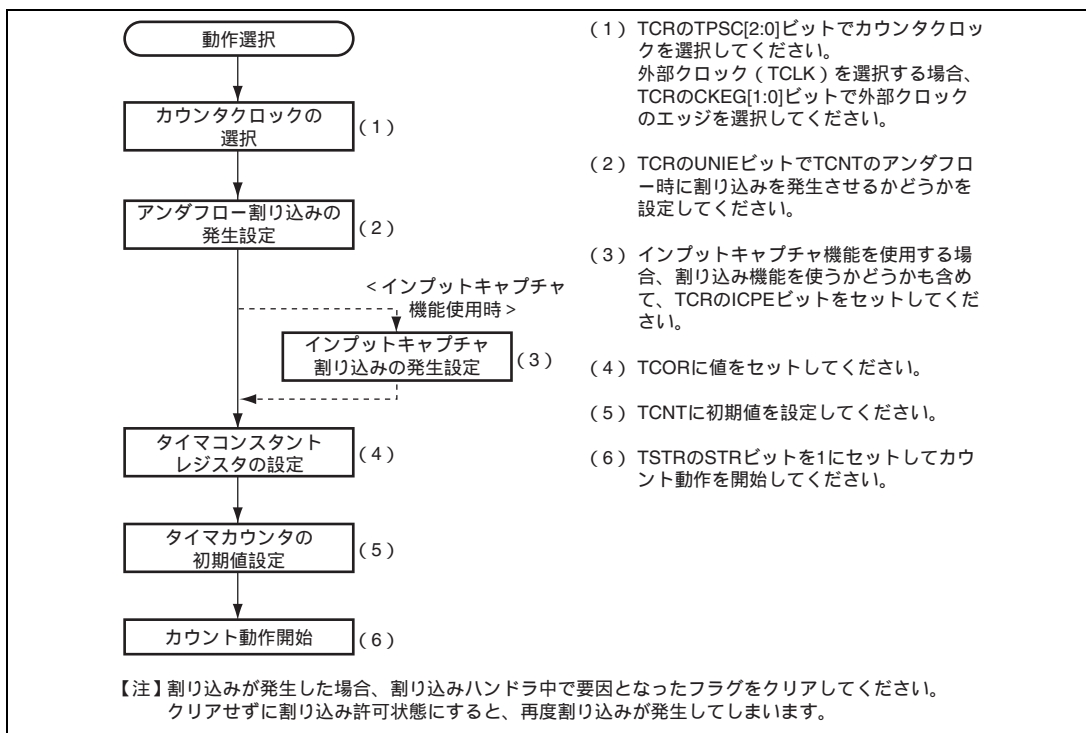 動作選択
カウンタクロックの
選択
(1)
アンダフロー割り込みの
発生設定
(2)
<インプットキャプチャ
機能使用時>
インプットキャプチャ
割り込みの発生設定
(3)
タイマコンスタント
レジスタの設定
(4)
タイマカウンタの
初期値設定
(5)
カウント動作開始
(6)
(1)TCRのTPSC[2:0]ビットでカウンタクロッ
クを選択してください。
外部クロック(TCLK)を選択する場合、
TCRのCKEG[1:0]ビットで外部クロック
のエッジを選択してください。
(2)TCRのUNIEビットでTCNTのアンダフロ
ー時に割り込みを発生させるかどうかを
設定してください。
(3)インプットキャプチャ機能を使用する場
合、割り込み機能を使うかどうかも含め
て、TCRのICPEビットをセットしてくだ
さい。
(4)TCORに値をセットしてください。
(5)TCNTに初期値を設定してください。
(6)TSTRのSTRビットを1にセットしてカウ
ント動作を開始してください。
【注】割り込みが発生した場合、割り込みハンドラ中で要因となったフラグをクリアしてください。
クリアせずに割り込み許可状態にすると、再度割り込みが発生してしまいます。